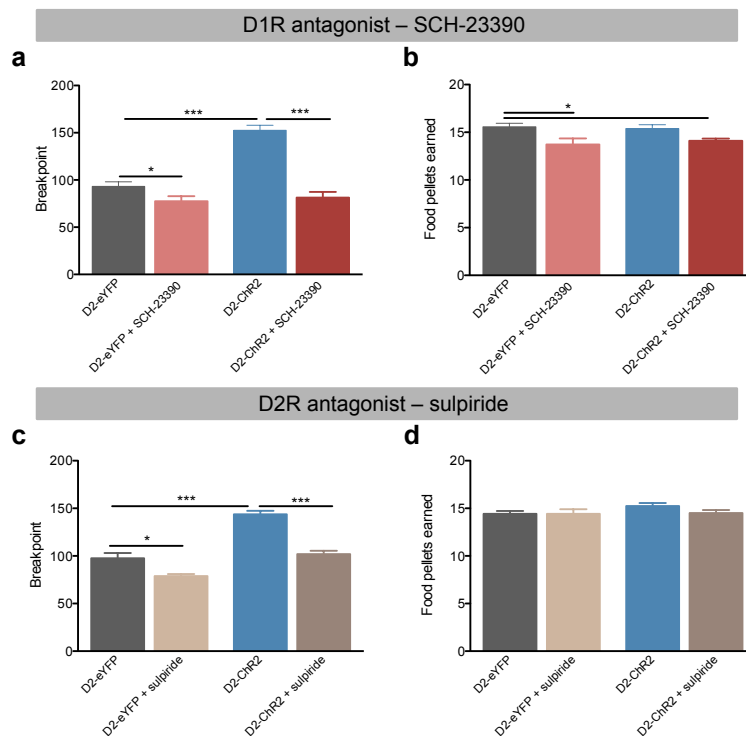 D1R antagonist – SCH-23390
a
b
200
150
100
50
0
Breakpoint
***
***
*
D2-eYFP
D2-eYFP + SCH-23390
D2-ChR2
D2-ChR2 + SCH-23390
20
15
10
5
0
Food pellets earned
*
D2-eYFP
D2-eYFP + SCH-23390
D2-ChR2
D2-ChR2 + SCH-23390
D2R antagonist – sulpiride
c
d
200
150
100
50
0
Breakpoint
***
***
*
D2-eYFP
D2-eYFP + sulpiride
D2-ChR2
D2-ChR2 + sulpiride
20
15
10
5
0
Food pellets earned
D2-eYFP
D2-eYFP + sulpiride
D2-ChR2
D2-ChR2 + sulpiride